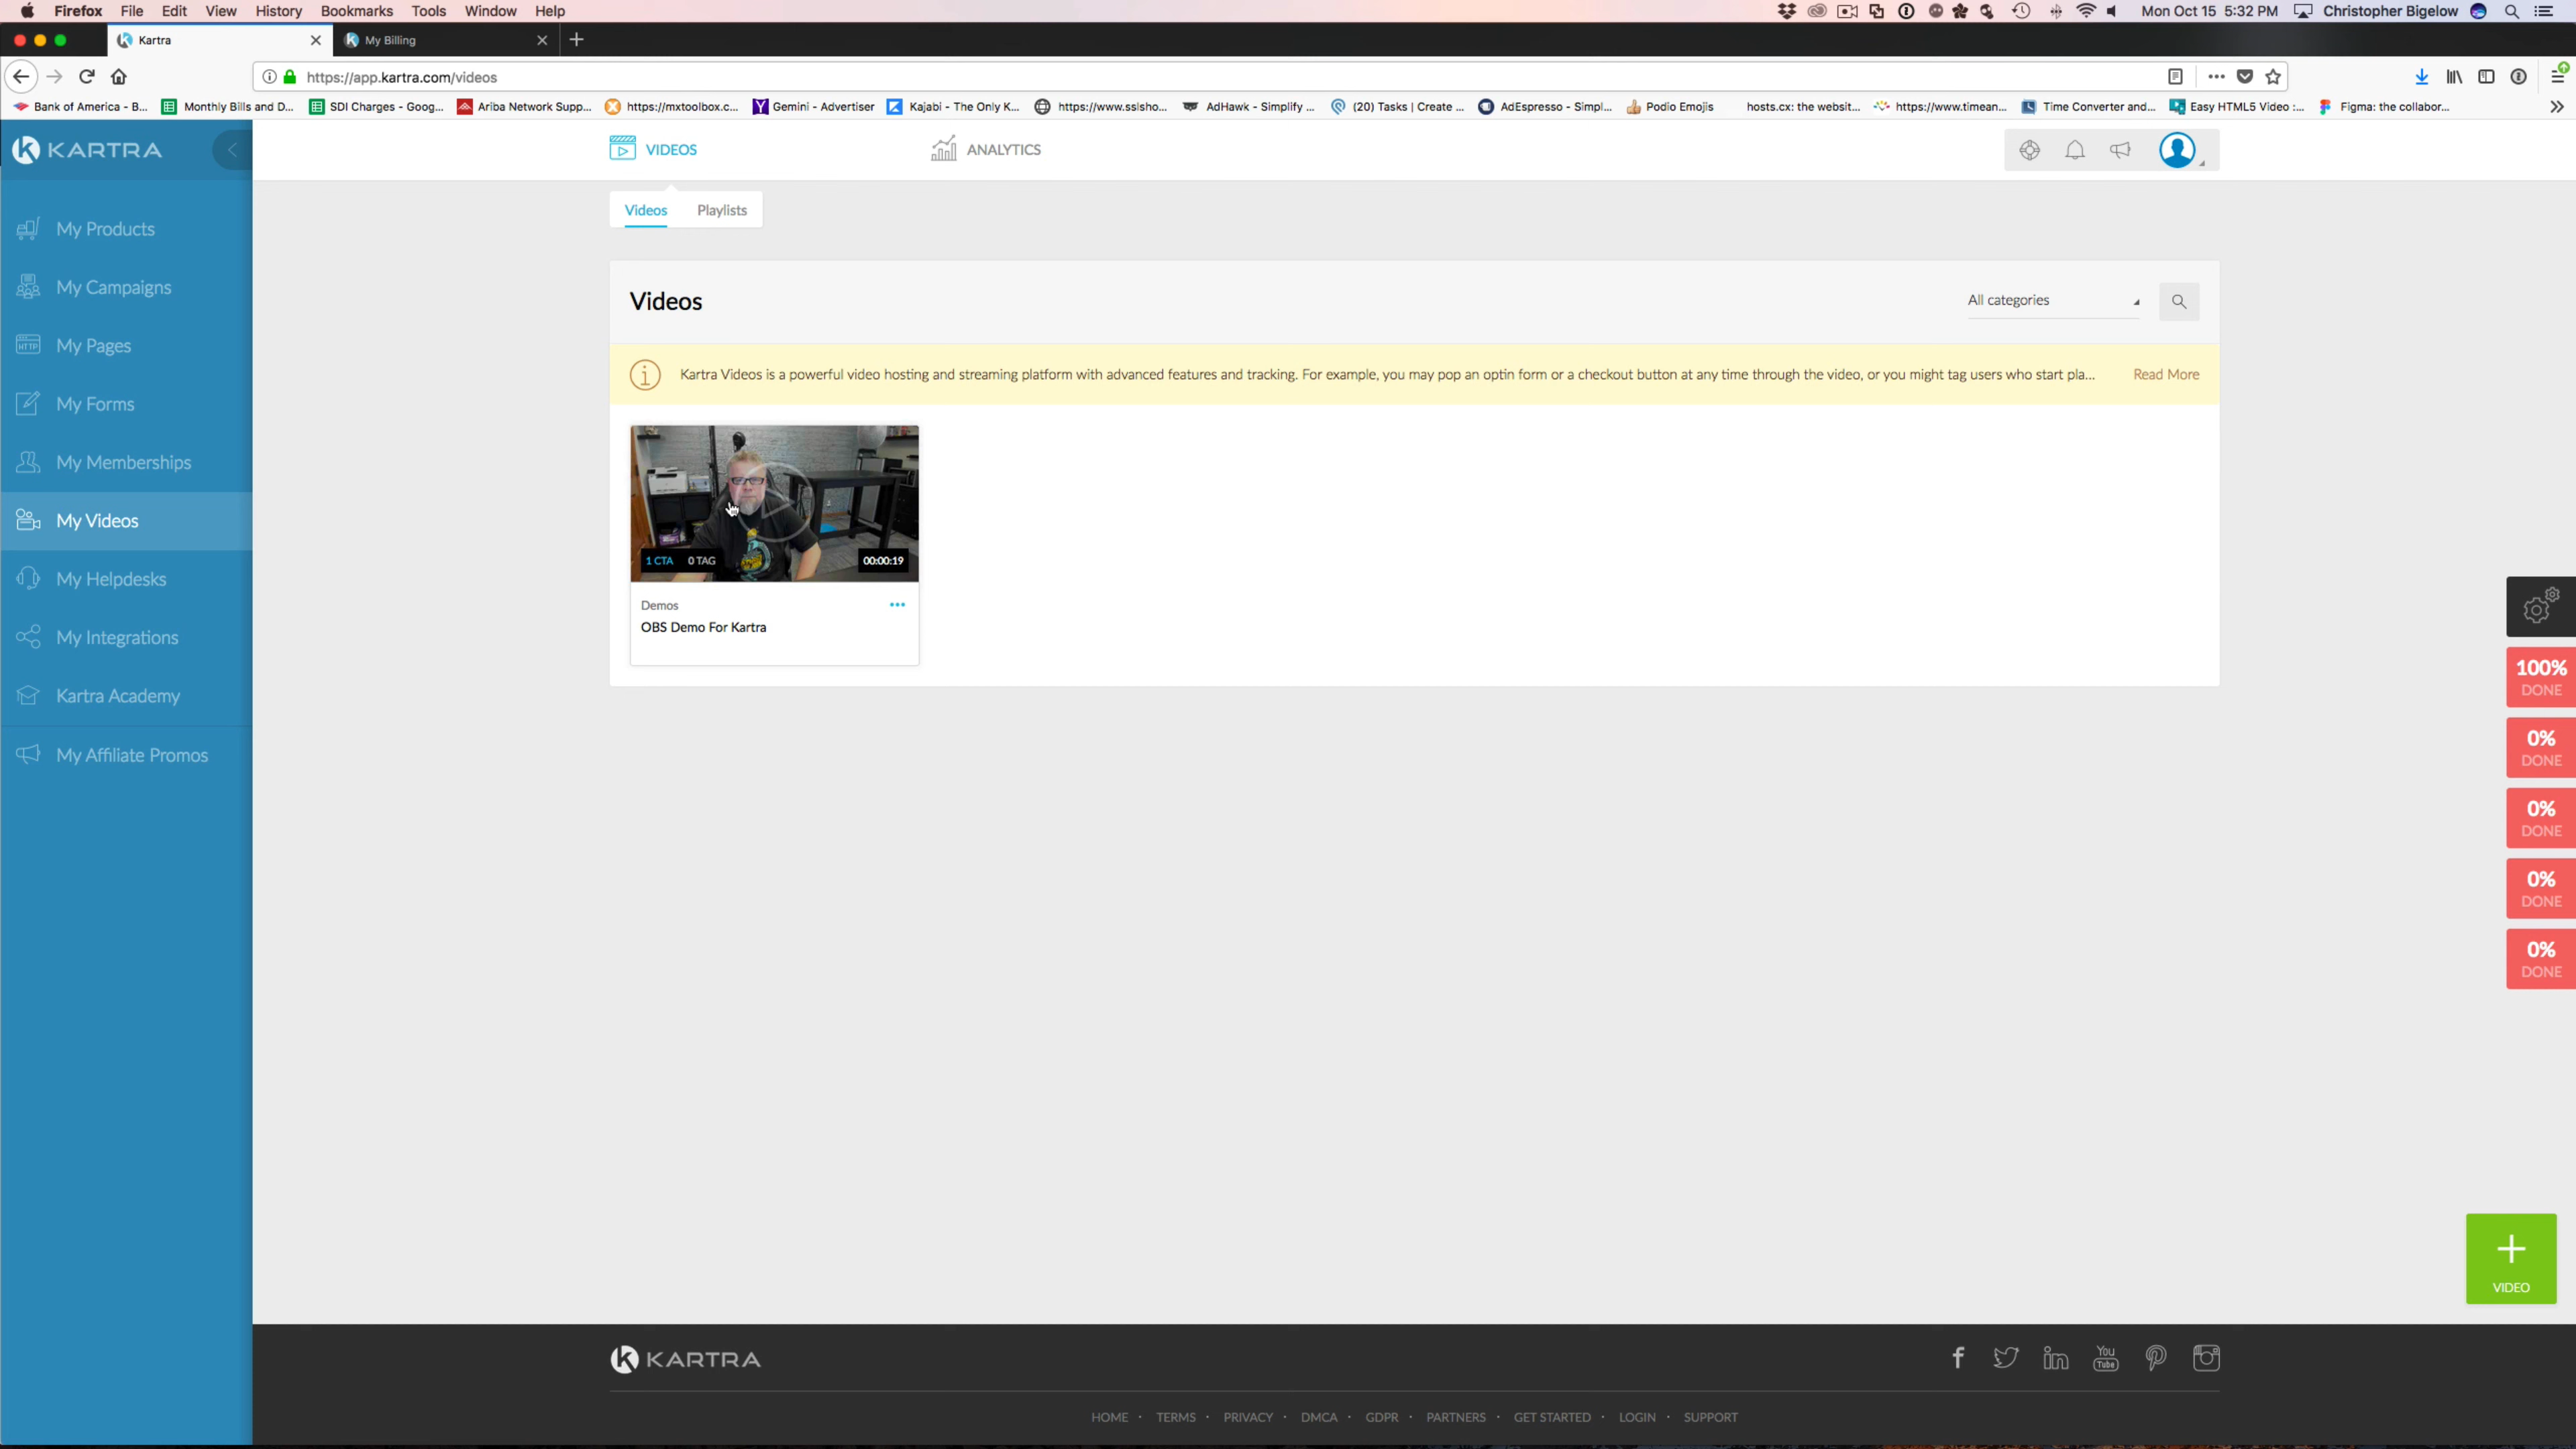 Firefox File Edit View History Bookmarks Tools Window Help Mon Oct 15 5:32 PM Christopher Bigelow
Kartra My Billing
https://app.kartra.com/videos
Bank of America - B... Monthly Bills and D... SDI Charges - Goog... Ariba Network Supp... https://mxtoolbox.c... Gemini - Advertiser Kajabi - The Only K... https://www.sslsho... AdHawk - Simplify ... (20) Tasks | Create ... AdEspresso - Simpl... Podio Emojis hosts.cx: the websit... https://www.timean... Time Converter and... Easy HTML5 Video :... Figma: the collabor...
KARTRA
VIDEOS ANALYTICS
Videos Playlists
My Products
My Campaigns
HTTP My Pages
My Forms
My Memberships
My Videos
My Helpdesks
My Integrations
Kartra Academy
My Affiliate Promos
Videos
All categories
Kartra Videos is a powerful video hosting and streaming platform with advanced features and tracking. For example, you may pop an optin form or a checkout button at any time through the video, or you might tag users who start pla... Read More
1 CTA 0 TAG 00:00:19
Demos
OBS Demo For Kartra
100%
DONE
0%
DONE
0%
DONE
0%
DONE
0%
DONE
VIDEO
KARTRA
You
Tube
HOME · TERMS · PRIVACY · DMCA · GDPR · PARTNERS · GET STARTED · LOGIN · SUPPORT